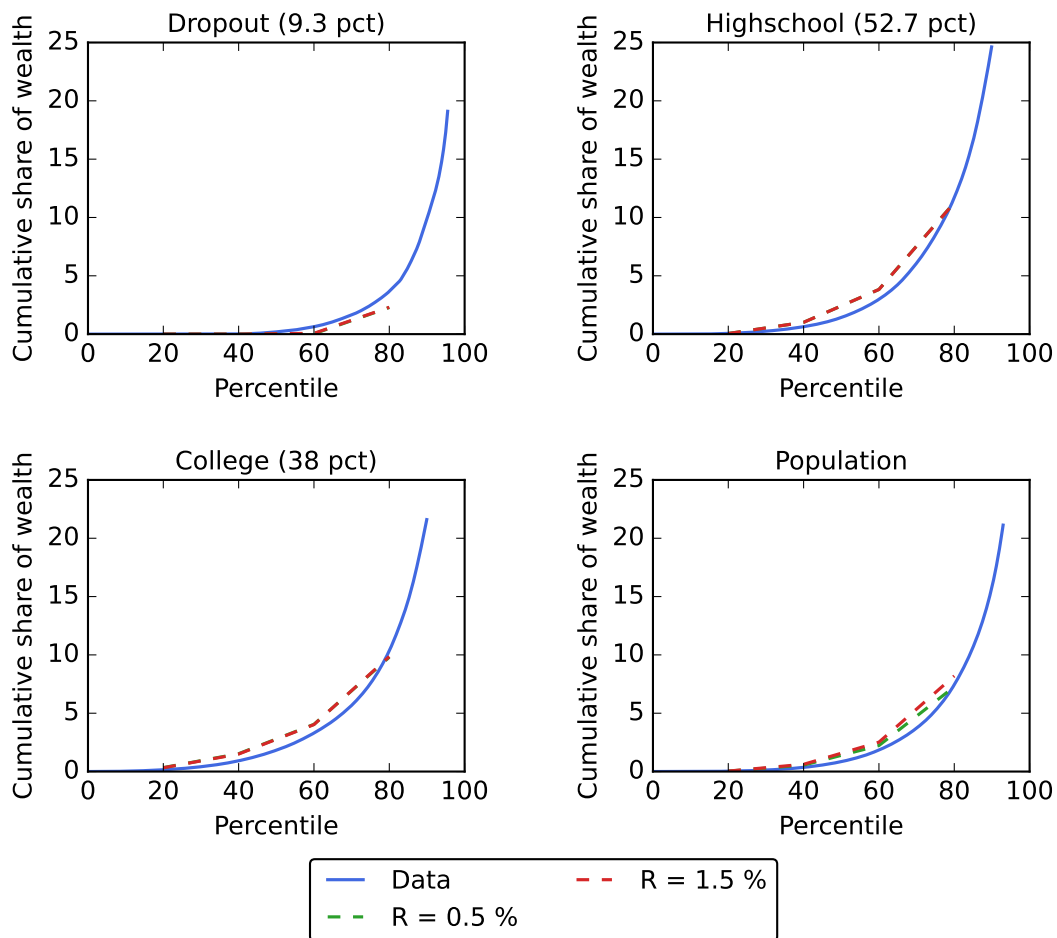 Dropout (9.3 pct)
Cumulative share of wealth
25
20
15
10
5
0
0 20 40 60 80 100
Percentile
Highschool (52.7 pct)
Cumulative share of wealth
25
20
15
10
5
0
0 20 40 60 80 100
Percentile
College (38 pct)
Cumulative share of wealth
25
20
15
10
5
0
0 20 40 60 80 100
Percentile
Population
Cumulative share of wealth
25
20
15
10
5
0
0 20 40 60 80 100
Percentile
Data
R = 0.5 %
R = 1.5 %